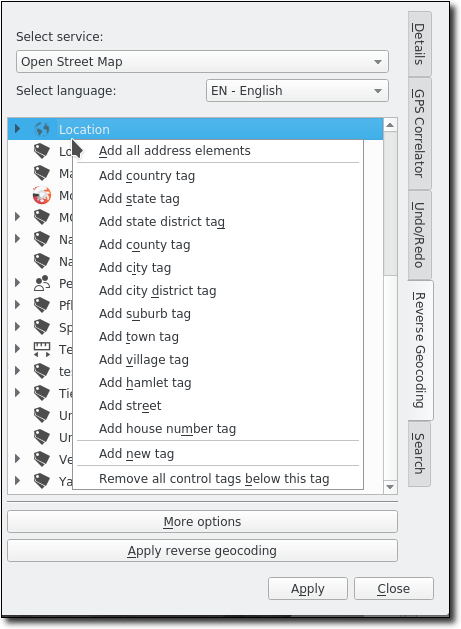 Select service:
Open Street Map
Select language:
EN - English
Location
Lo
Add all address elements
Ma
Add country tag
Mo
Add state tag
MO
Add state district tag
Na
Add county tag
Na
Add city tag
Pe
Add city district tag
Pfl
Add suburb tag
Sp
Add town tag
Te
Add village tag
tes
Add hamlet tag
Tie
Add street
Un
Add house number tag
Un
Add new tag
Ve
Ya
Remove all control tags below this tag
More options
Apply reverse geocoding
Apply
Close
Details
GPS Correlator
Undo/Redo
Reverse Geocoding
Search